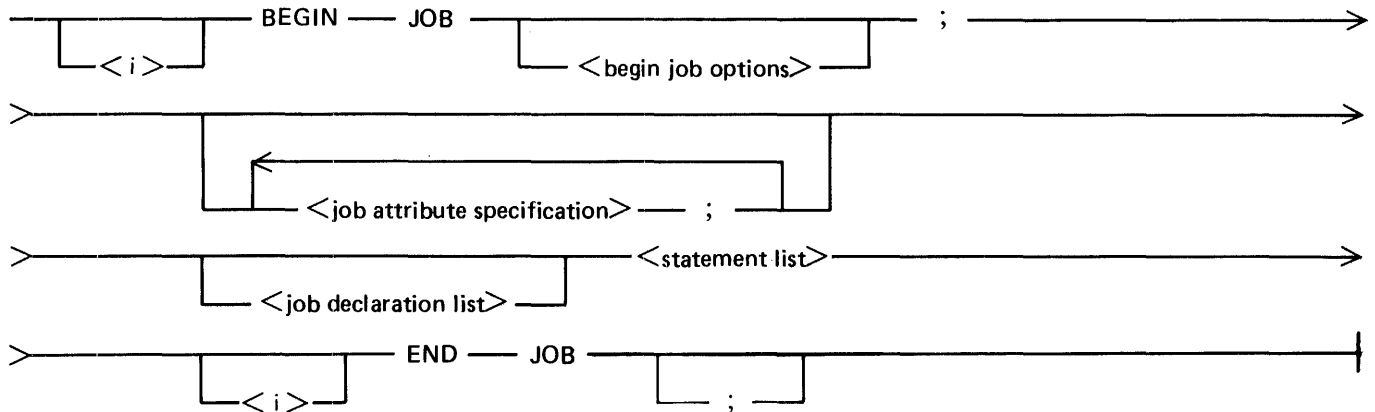 BEGIN JOB ;
<i> <begin job options>
<job attribute specification> ;
<statement list>
<job declaration list>
END JOB
<i> ;